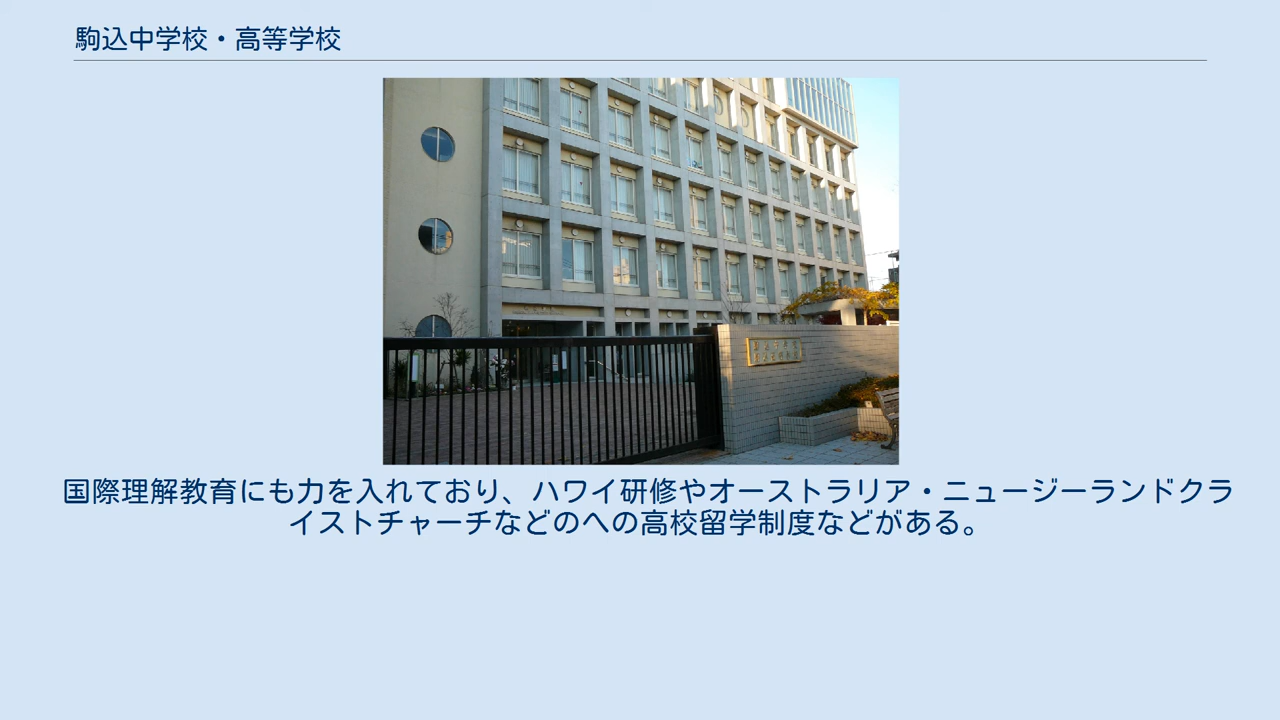 駒込中学校・高等学校
国際理解教育にも力を入れており、ハワイ研修やオーストラリア・ニュージーランドクラ
イストチャーチなどのへの高校留学制度などがある。